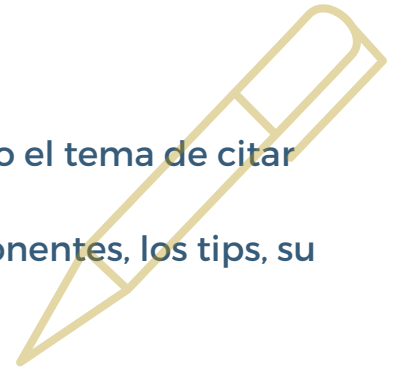 o el tema de citar
onentes, los tips, su